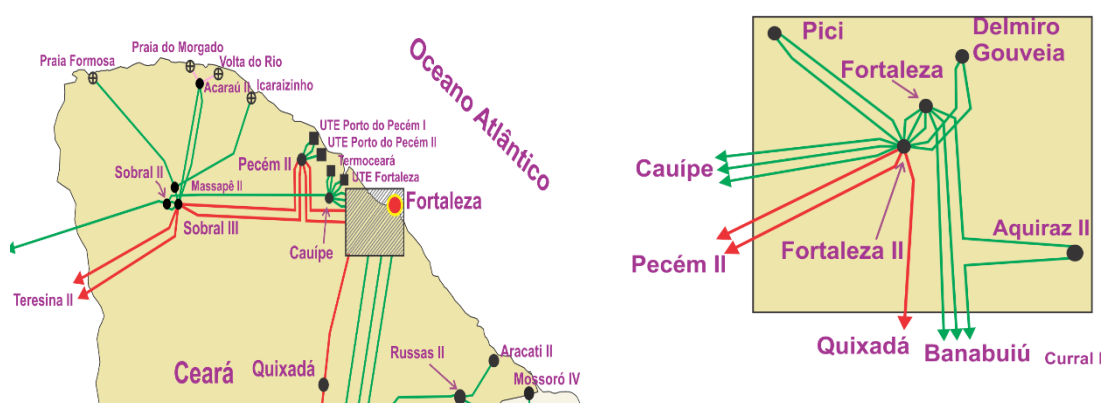 Praia do Morgado
Volta do Rio
Praia Formosa
Icaraizinho
Acaraú II
Oceano Atlântico
UTE Porto do Pecém I
UTE Porto do Pecém II
Pecém II
Termoceará
UTE Fortaleza
Sobral II
Massapê II
Fortaleza
Sobral III
Cauípe
Teresina II
Ceará
Quixadá
Russas II
Aracati II
Mossoró IV
Pici
Delmiro
Gouveia
Fortaleza
Cauípe
Aquiraz II
Fortaleza II
Pecém II
Quixadá
Banabuiú